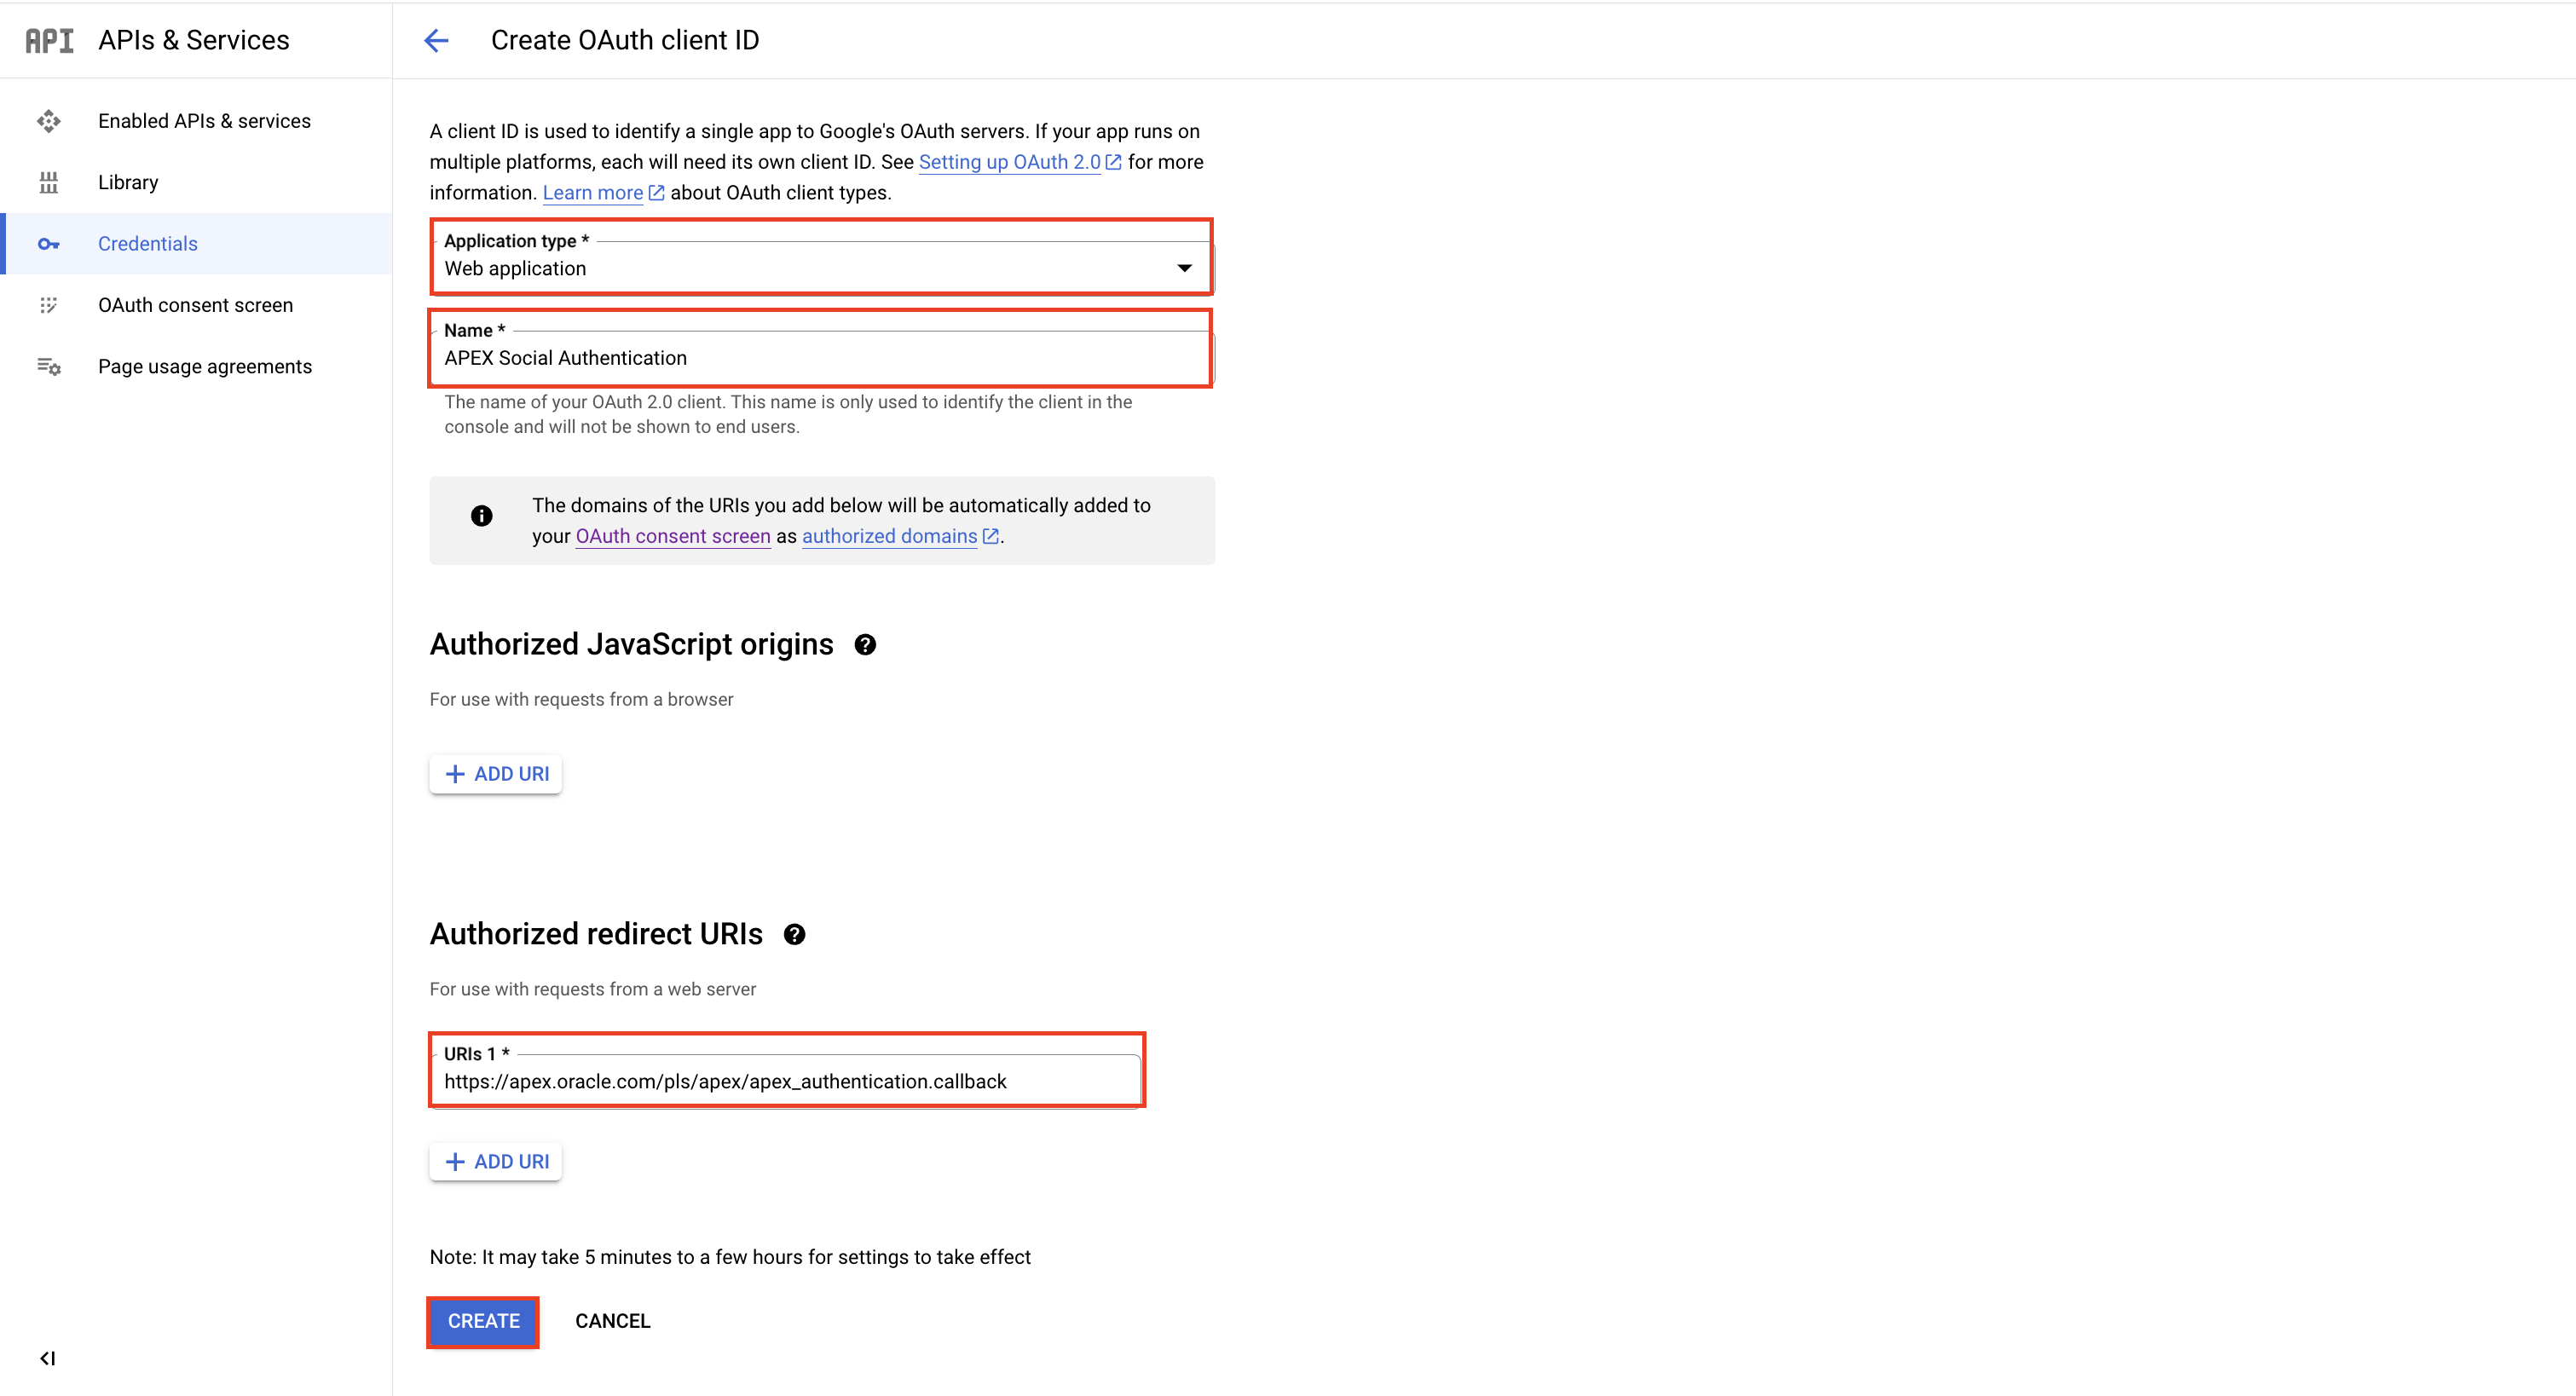 API APIs & Services
Enabled APIs & services
Library
Credentials
OAuth consent screen
Page usage agreements
Create OAuth client ID
A client ID is used to identify a single app to Google's OAuth servers. If your app runs on
multiple platforms, each will need its own client ID. See Setting up OAuth 2.0 for more
information. Learn more about OAuth client types.
Application type *
Web application
Name *
APEX Social Authentication
The name of your OAuth 2.0 client. This name is only used to identify the client in the
console and will not be shown to end users.
The domains of the URIs you add below will be automatically added to
your OAuth consent screen as authorized domains.
Authorized JavaScript origins
For use with requests from a browser
+ ADD URI
Authorized redirect URIs
For use with requests from a web server
URIs 1 *
https://apex.oracle.com/pls/apex/apex_authentication.callback
+ ADD URI
Note: It may take 5 minutes to a few hours for settings to take effect
CREATE CANCEL